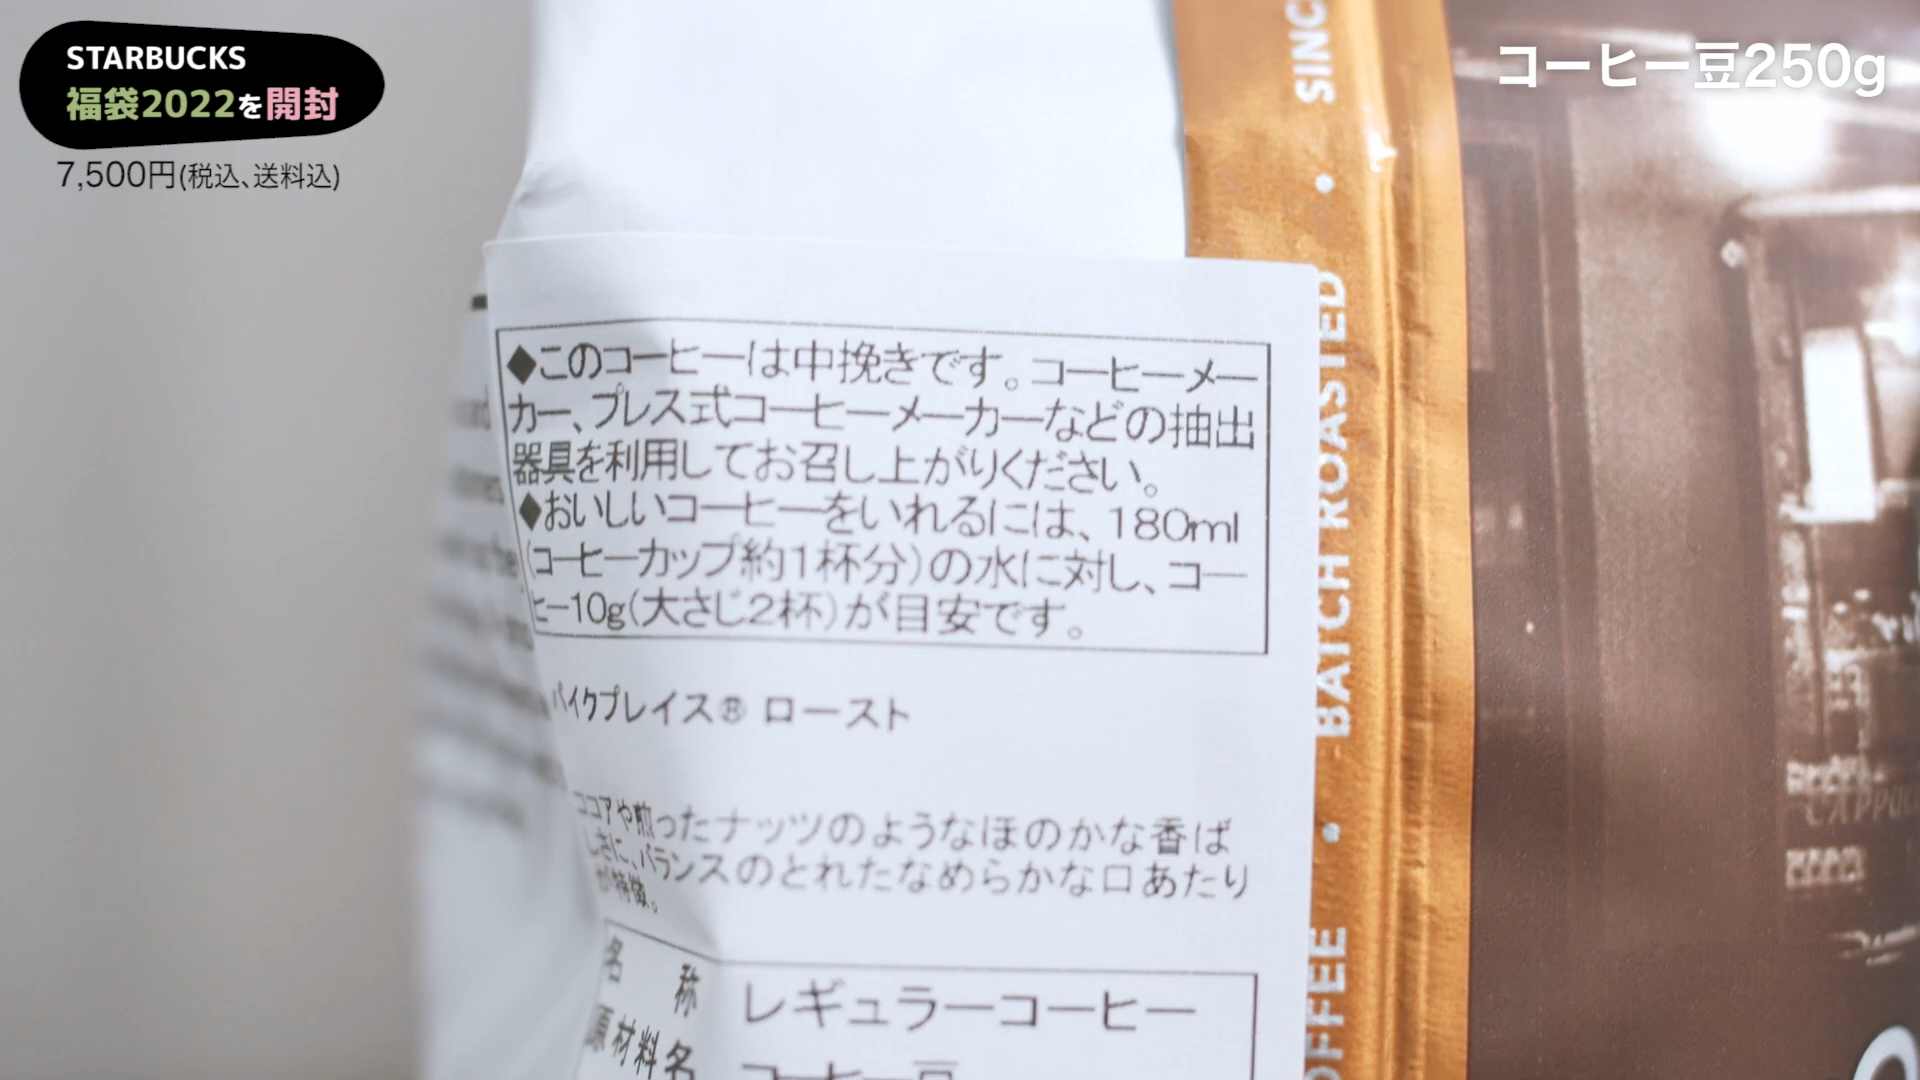 STARBUCKS
福袋2022を開封
7,500円(税込、送料込)
コーヒー豆250g
◆このコーヒーは中挽きです。コーヒーメー
カー、プレス式コーヒーメーカーなどの抽出
器具を利用してお召し上がりください。
◆おいしいコーヒーをいれるには、180ml
(コーヒーカップ約1杯分)の水に対し、コー
ヒー10g(大さじ2杯)が目安です。
パイクプレイス® ロースト
ココアや煎ったナッツのようなほのかな香ば
しさに、バランスのとれたなめらかな口あたり
が特徴。
名 称 レギュラーコーヒー
原材料名 コーヒー豆
SINC
BATCH ROASTED
OFFEE